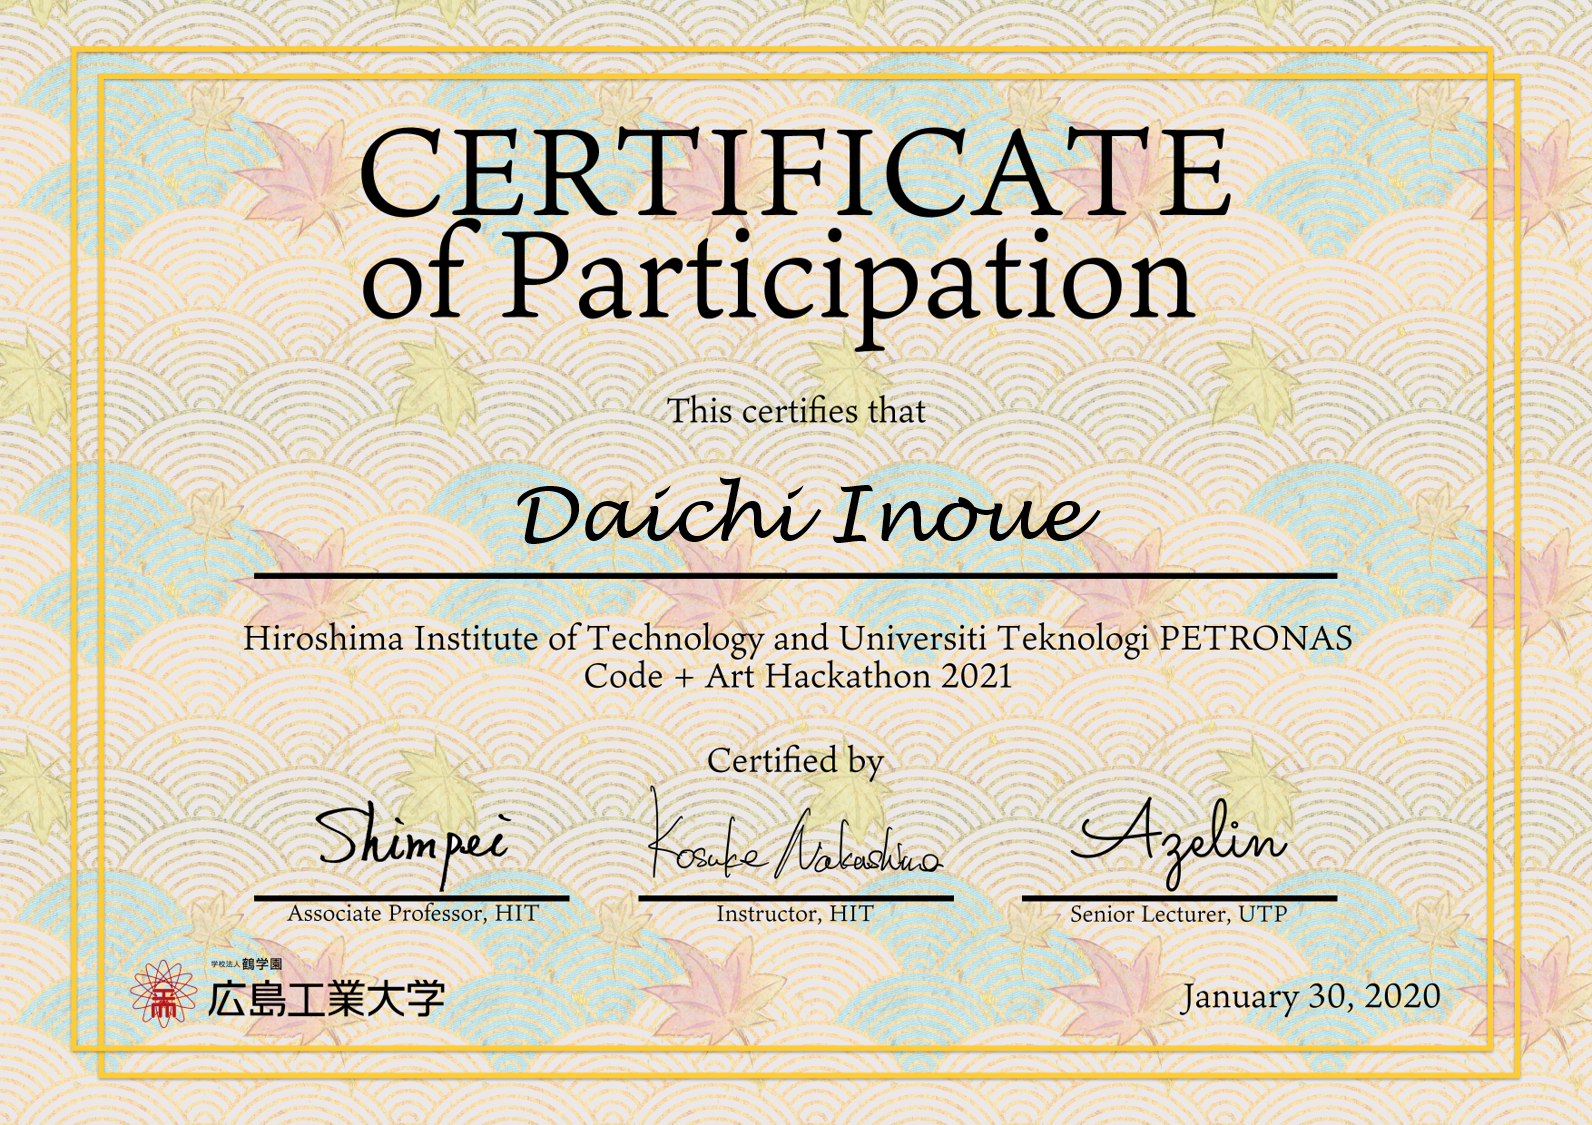 CERTIFICATE
of Participation
This certifies that
Daichi Inoue
Hiroshima Institute of Technology and Universiti Teknologi PETRONAS
Code + Art Hackathon 2021
Certified by
Shimpei
Kosuke Nakashima
Azelin
Associate Professor, HIT
Instructor, HIT
Senior Lecturer, UTP
学校法人鶴学園
広島工業大学
January 30, 2020